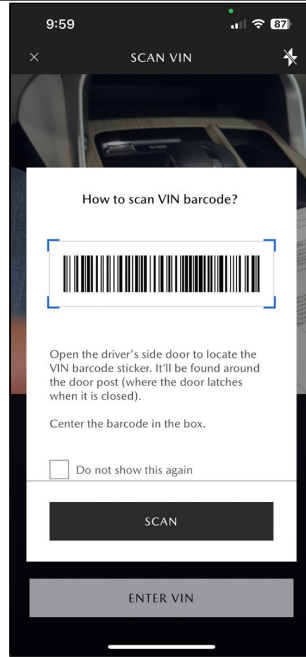 9:59
87
SCAN VIN
How to scan VIN barcode?
Open the driver's side door to locate the
VIN barcode sticker. It'll be found around
the door post (where the door latches
when it is closed).
Center the barcode in the box.
Do not show this again
SCAN
ENTER VIN